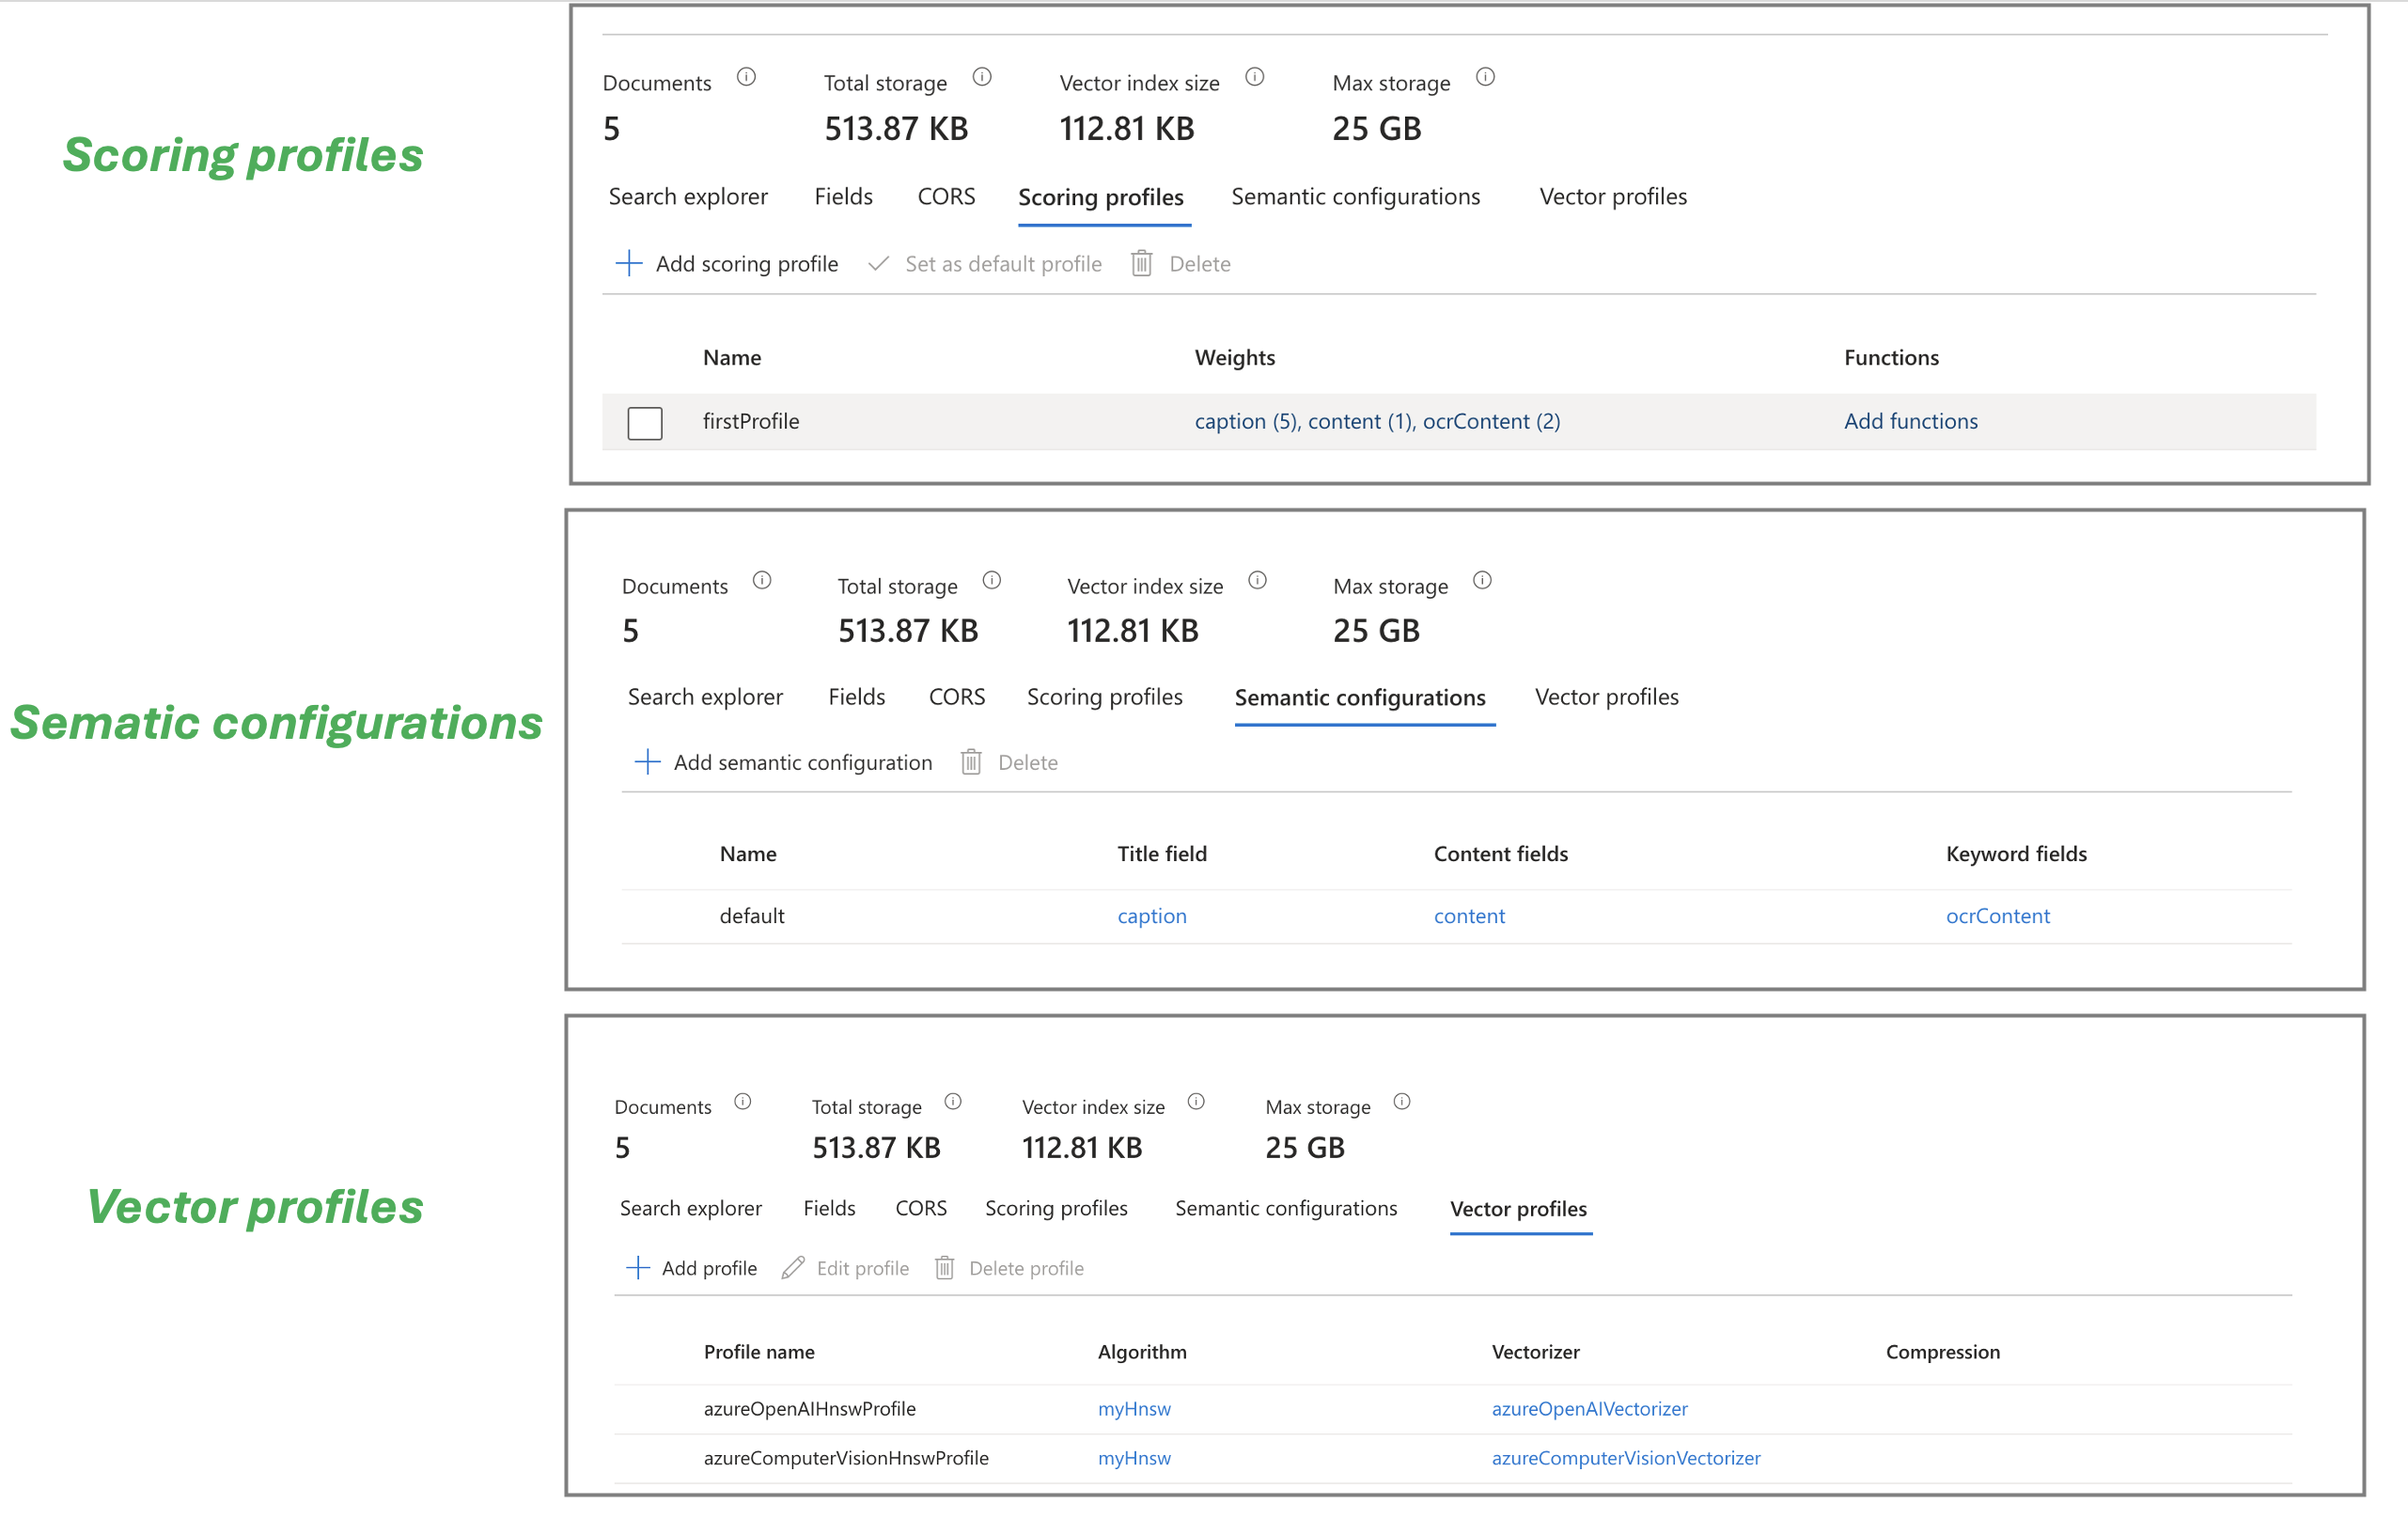 Scoring profiles
Documents Total storage Vector index size Max storage
5 513.87 KB 112.81 KB 25 GB
Search explorer Fields CORS Scoring profiles Semantic configurations Vector profiles
Add scoring profile Set as default profile Delete
Name Weights Functions
firstProfile caption (5), content (1), ocrContent (2) Add functions
Sematic configurations
Documents Total storage Vector index size Max storage
5 513.87 KB 112.81 KB 25 GB
Search explorer Fields CORS Scoring profiles Semantic configurations Vector profiles
Add semantic configuration Delete
Name Title field Content fields Keyword fields
default caption content ocrContent
Vector profiles
Documents Total storage Vector index size Max storage
5 513.87 KB 112.81 KB 25 GB
Search explorer Fields CORS Scoring profiles Semantic configurations Vector profiles
Add profile Edit profile Delete profile
Profile name Algorithm Vectorizer Compression
azureOpenAIHnswProfile myHnsw azureOpenAIVectorizer
azureComputerVisionHnswProfile myHnsw azureComputerVisionVectorizer